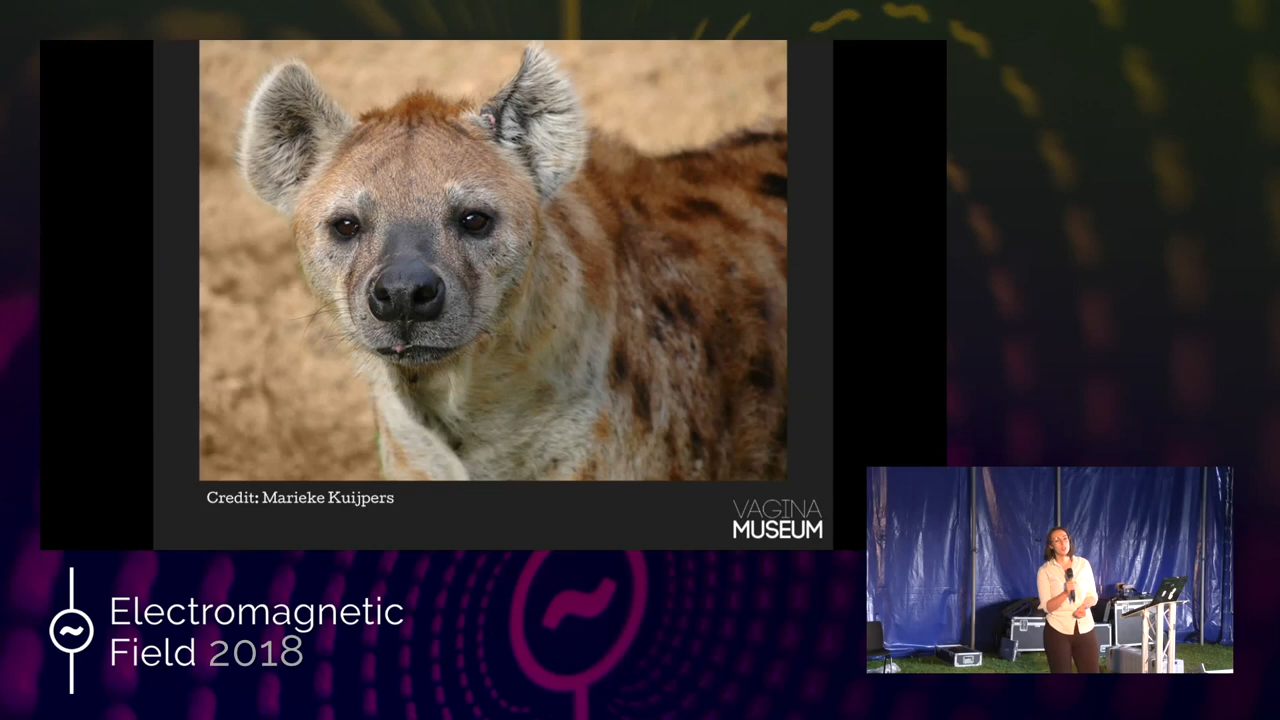 Credit: Marieke Kuijpers
VAGINA
MUSEUM
Electromagnetic
Field 2018